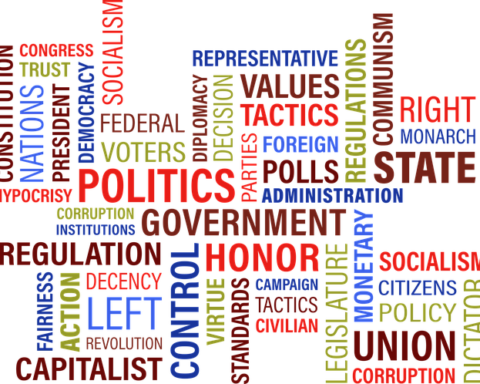 CONSTITUTION
CONGRESS
TRUST
NATIONS
PRESIDENT
DEMOCRACY
SOCIALISM
FEDERAL
VOTERS
HYPOCRISY
POLITICS
REPRESENTATIVE
DIPLOMACY
DECISION
VALUES
TACTICS
PARTIES
FOREIGN
POLLS
ADMINISTRATION
REGULATIONS
COMMUNISM
RIGHT
MONARCH
STATE
CORRUPTION
INSTITUTIONS
GOVERNMENT
REGULATION
FAIRNESS
ACTION
DECENCY
LEFT
REVOLUTION
CAPITALIST
CONTROL
HONOR
VIRTUE
STANDARDS
CAMPAIGN
TACTICS
CIVILIAN
LEGISLATURE
MONETARY
SOCIALISM
CITIZENS
POLICY
UNION
CORRUPTION
DICTATOR